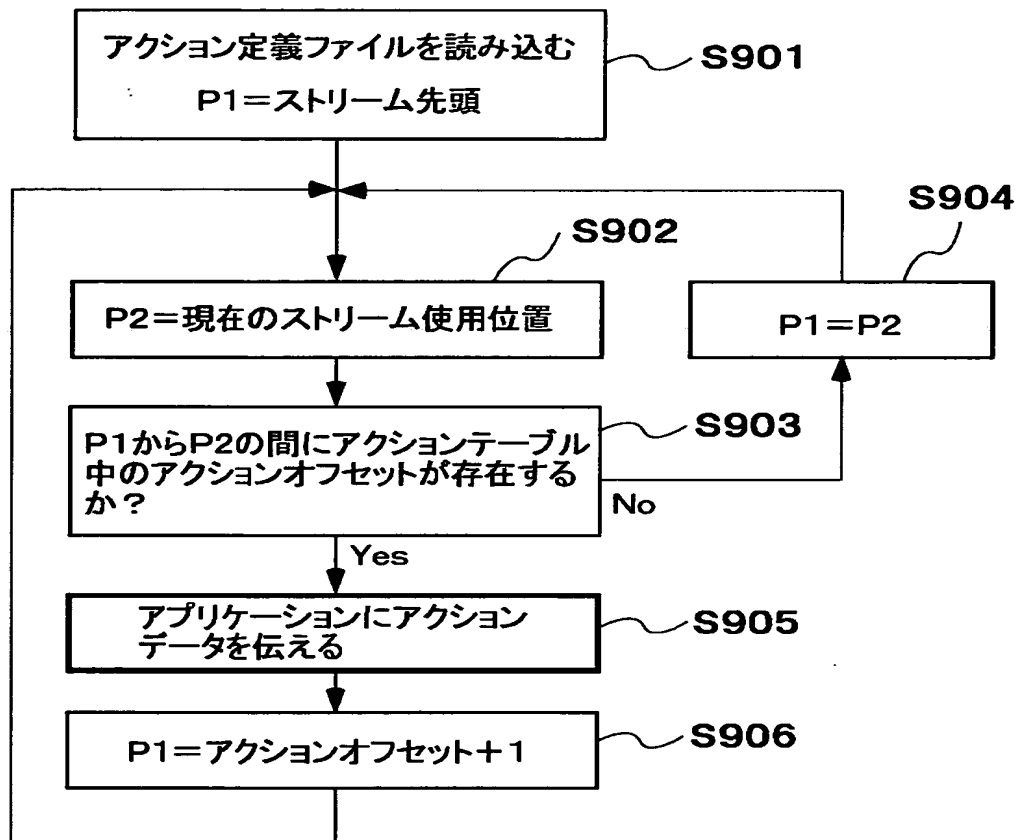 アクション定義ファイルを読み込む
P1＝ストリーム先頭
S901
S904
S902
P2＝現在のストリーム使用位置
P1＝P2
S903
P1からP2の間にアクションテーブル
中のアクションオフセットが存在する
か？
No
Yes
アプリケーションにアクション
データを伝える
S905
P1＝アクションオフセット＋1
S906